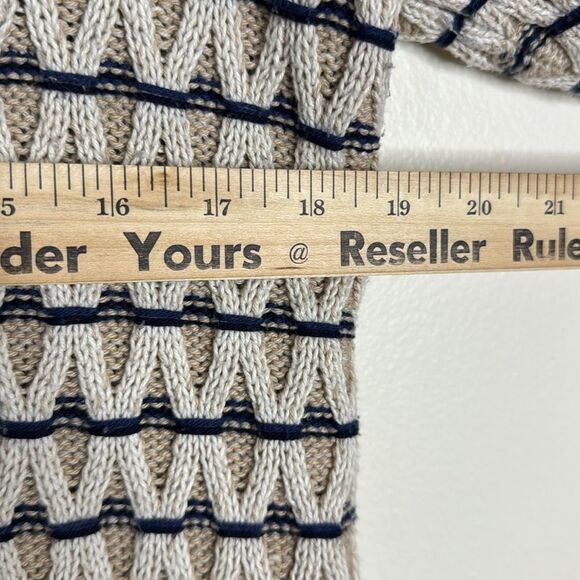 5 16 17 18 19 20 21
der Yours @ Reseller Rule